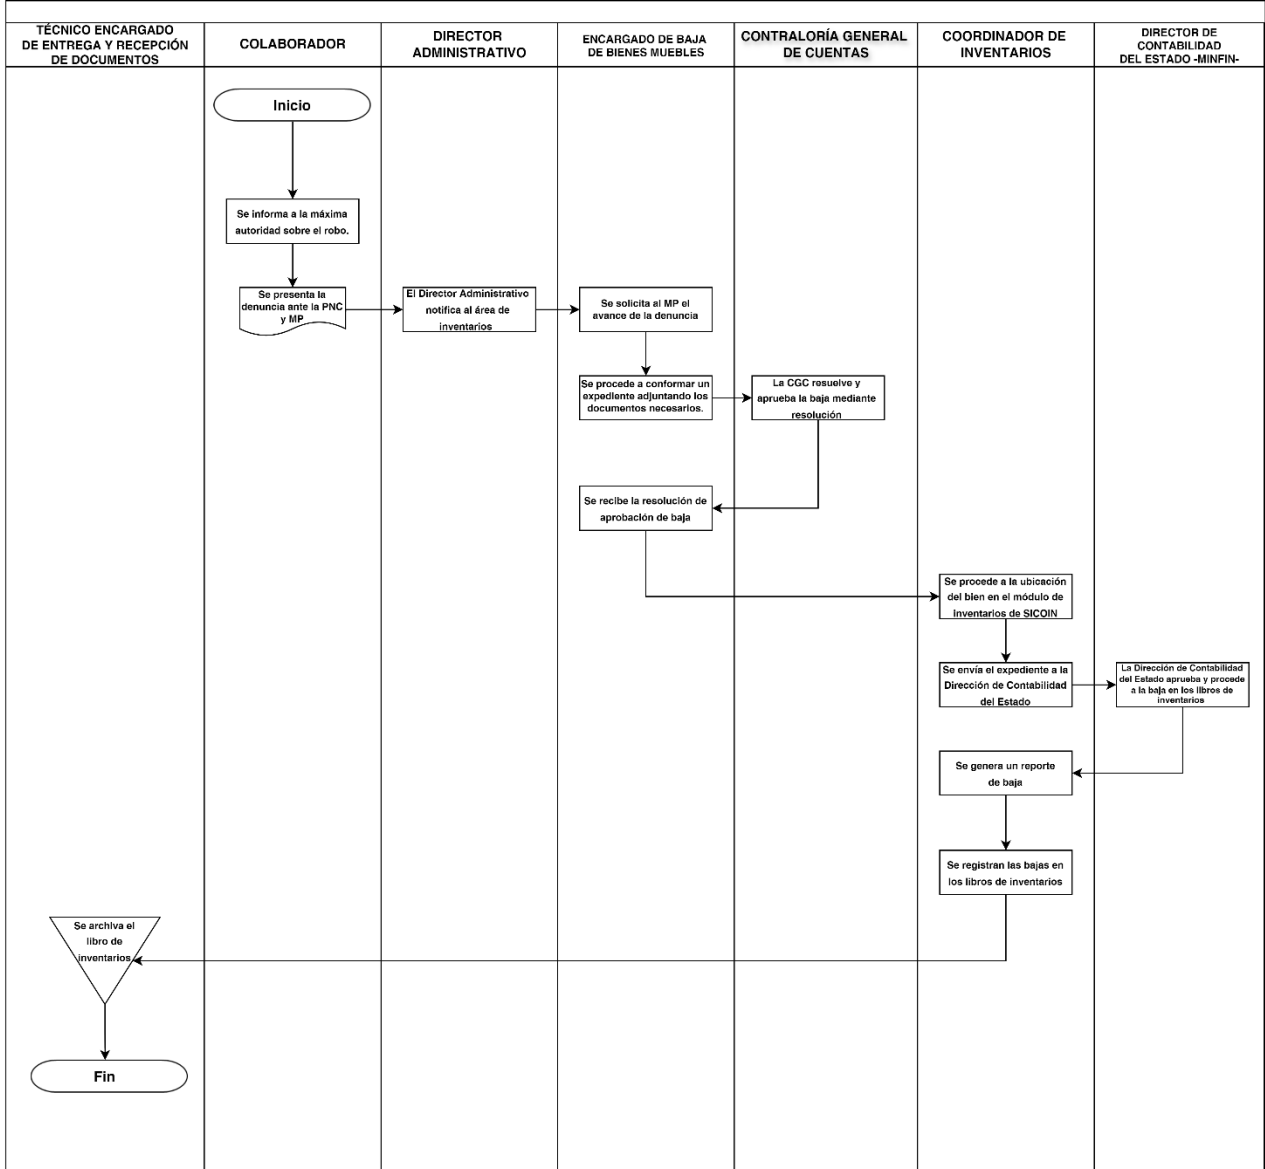 TÉCNICO ENCARGADO
DE ENTREGA Y RECEPCIÓN
DE DOCUMENTOS
COLABORADOR
DIRECTOR
ADMINISTRATIVO
ENCARGADO DE BAJA
DE BIENES MUEBLES
CONTRALORÍA GENERAL
DE CUENTAS
COORDINADOR DE
INVENTARIOS
DIRECTOR DE
CONTABILIDAD
DEL ESTADO -MINFIN-
Inicio
Se informa a la máxima
autoridad sobre el robo.
Se presenta la
denuncia ante la PNC
y MP
El Director Administrativo
notifica al área de
inventarios
Se solicita al MP el
avance de la denuncia
Se procede a conformar un
expediente adjuntando los
documentos necesarios.
La CGC resuelve y
aprueba la baja mediante
resolución
Se recibe la resolución de
aprobación de baja
Se procede a la ubicación
del bien en el módulo de
inventarios de SICOIN
Se envía el expediente a la
Dirección de Contabilidad
del Estado
La Dirección de Contabilidad
del Estado aprueba y procede
a la baja en los libros de
inventarios
Se genera un reporte
de baja
Se registran las bajas en
los libros de inventarios
Se archiva el
libro de
inventarios
Fin